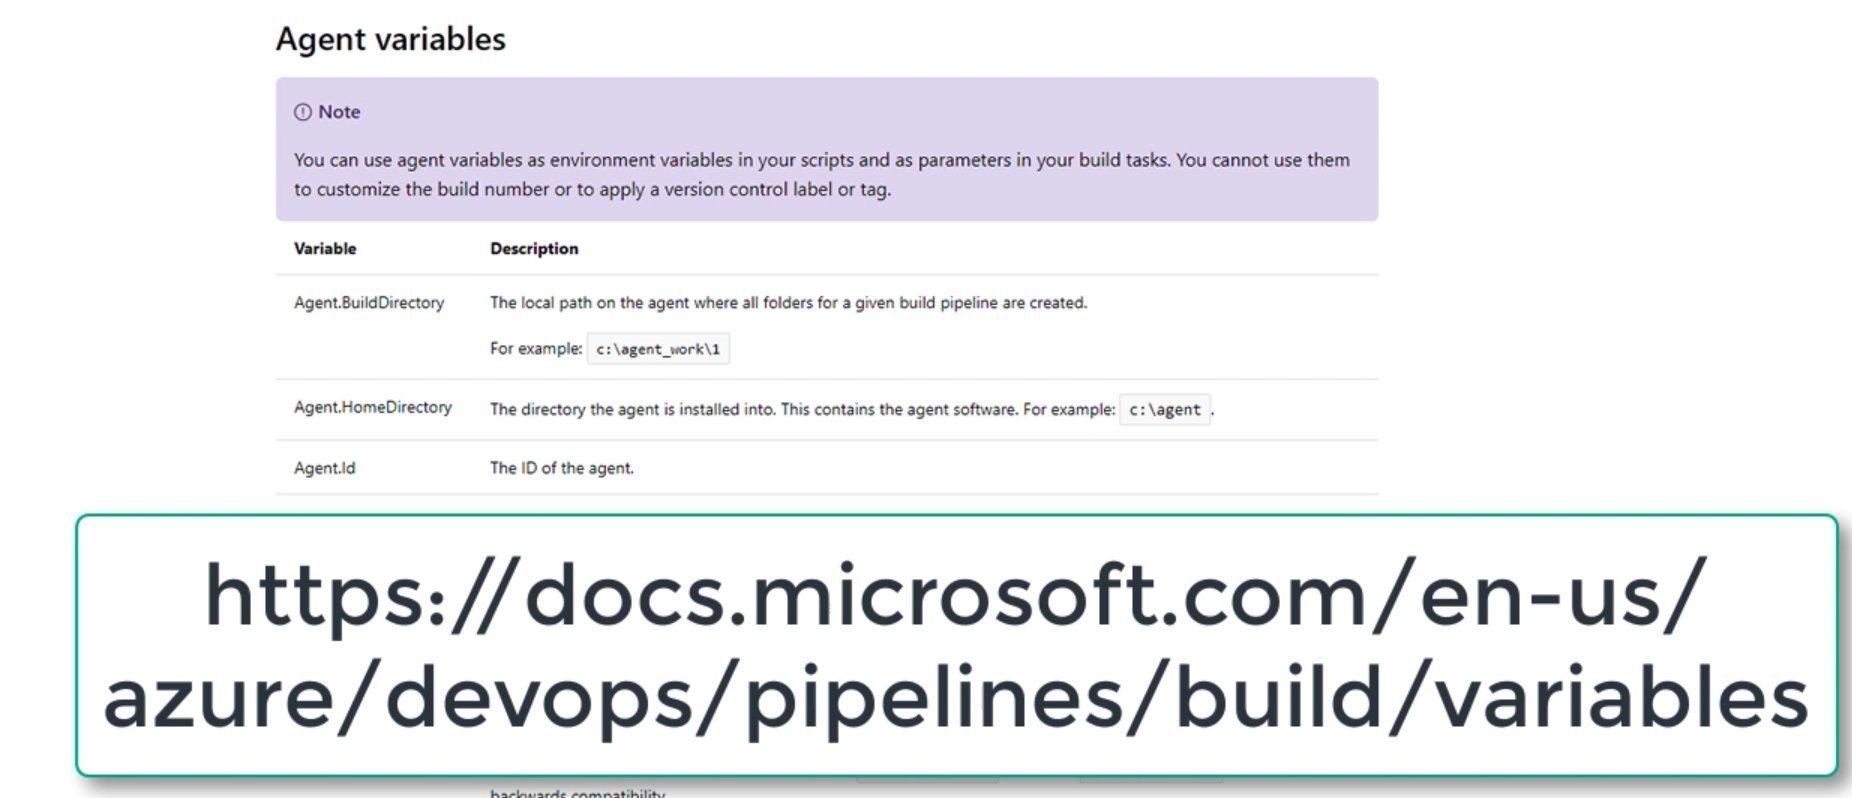 Agent variables
Note
You can use agent variables as environment variables in your scripts and as parameters in your build tasks. You cannot use them
to customize the build number or to apply a version control label or tag.
Variable Description
Agent.BuildDirectory The local path on the agent where all folders for a given build pipeline are created.
For example: c:\agent_work\1
Agent.HomeDirectory The directory the agent is installed into. This contains the agent software. For example: c:\agent .
Agent.Id The ID of the agent.
https://docs.microsoft.com/en-us/
azure/devops/pipelines/build/variables
backwards compatibility